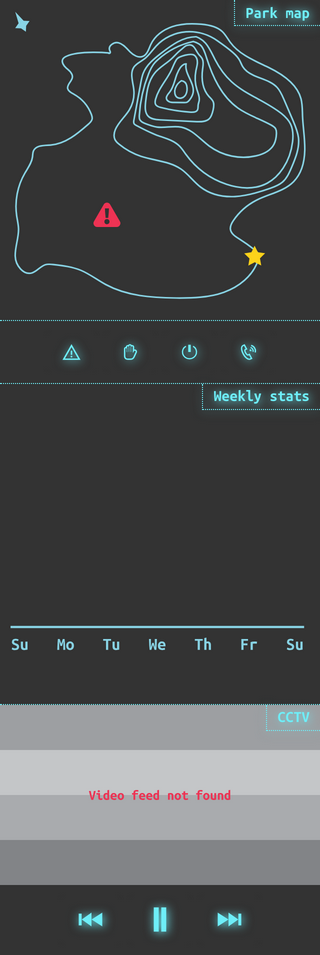 Park map
Weekly stats
Su Mo Tu We Th Fr Su
CCTV
Video feed not found